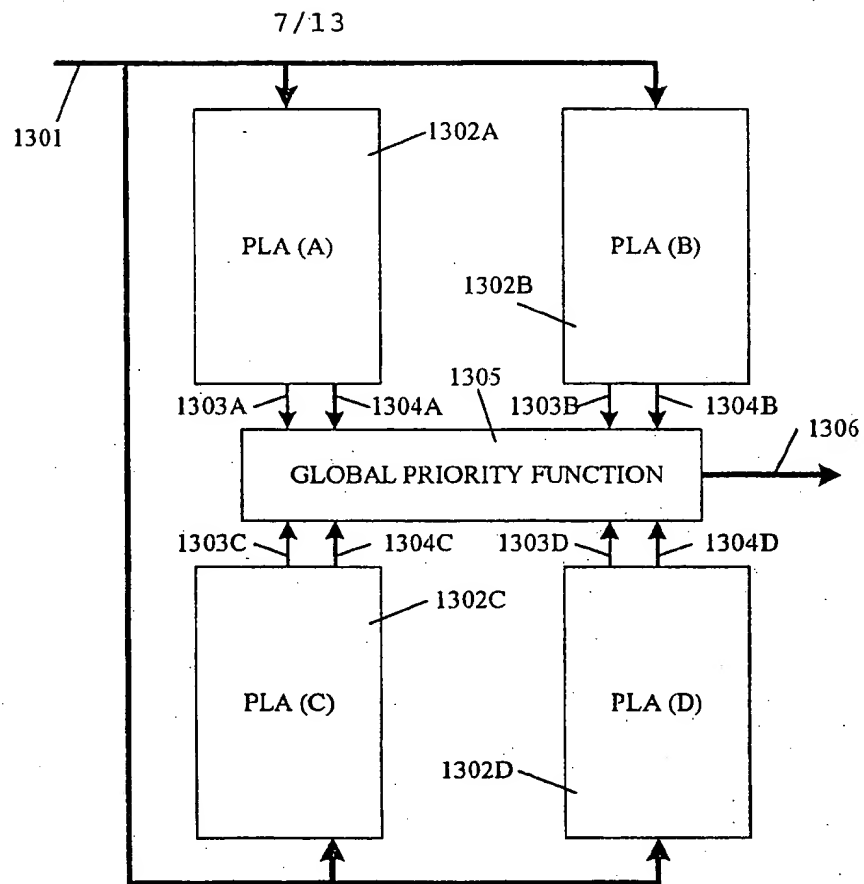 7/13
1301
1302A
PLA (A)
PLA (B)
1302B
1305
1303A
1304A
1303B
1304B
1306
GLOBAL PRIORITY FUNCTION
1303C
1304C
1303D
1304D
1302C
PLA (C)
PLA (D)
1302D